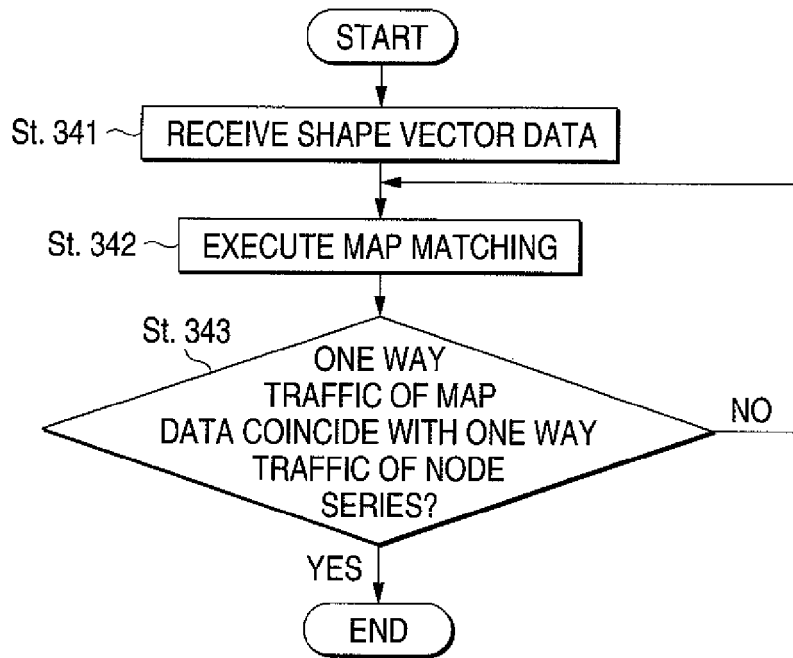 START
St. 341
RECEIVE SHAPE VECTOR DATA
St. 342
EXECUTE MAP MATCHING
St. 343
ONE WAY
TRAFFIC OF MAP
DATA COINCIDE WITH ONE WAY
TRAFFIC OF NODE
SERIES?
NO
YES
END